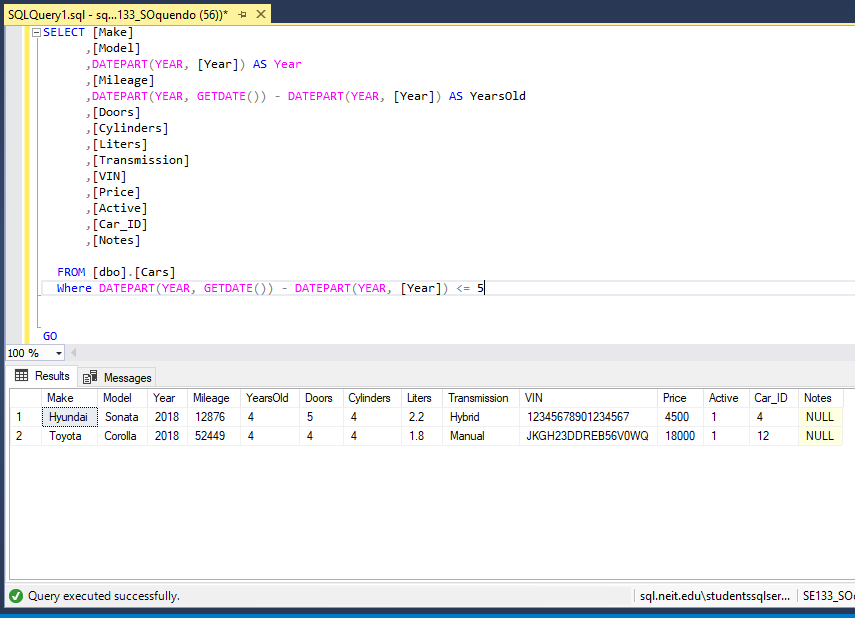 SQLQuery1.sql - sq...133_SOquendo (56))*
SELECT [Make]
,[Model]
,DATEPART(YEAR, [Year]) AS Year
,[Mileage]
,DATEPART(YEAR, GETDATE()) - DATEPART(YEAR, [Year]) AS YearsOld
,[Doors]
,[Cylinders]
,[Liters]
,[Transmission]
,[VIN]
,[Price]
,[Active]
,[Car_ID]
,[Notes]
FROM [dbo].[Cars]
Where DATEPART(YEAR, GETDATE()) - DATEPART(YEAR, [Year]) <= 5
GO
100 %
Results Messages
Make Model Year Mileage YearsOld Doors Cylinders Liters Transmission VIN Price Active Car_ID Notes
1 Hyundai Sonata 2018 12876 4 5 4 2.2 Hybrid 12345678901234567 4500 1 4 NULL
2 Toyota Corolla 2018 52449 4 4 4 1.8 Manual JKGH23DDREB56V0WQ 18000 1 12 NULL
Query executed successfully. sql.neit.edu\studentssqlser... SE133_SO